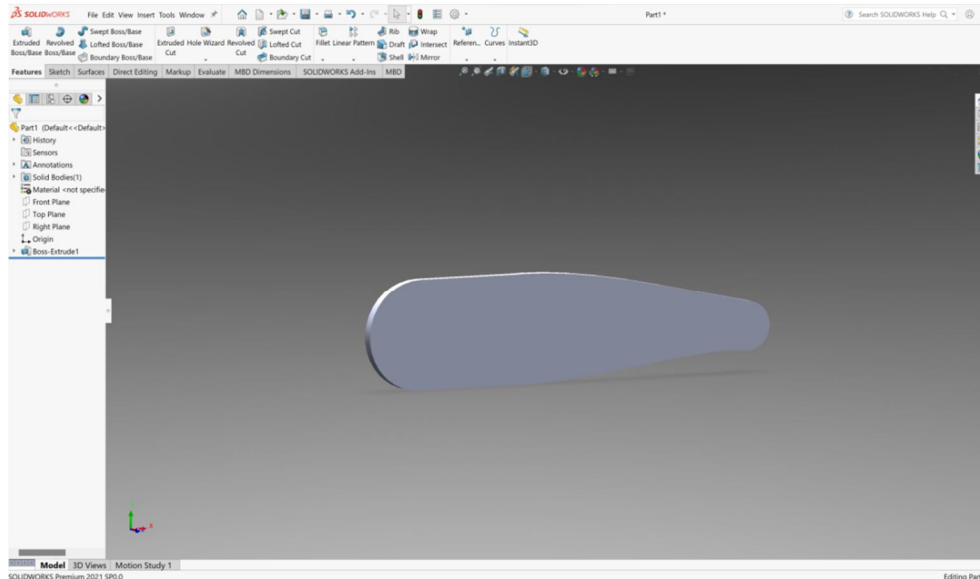 SOLIDWORKS File Edit View Insert Tools Window Part1 * Search SOLIDWORKS Help
Extruded Boss/Base Revolved Boss/Base Swept Boss/Base Lofted Boss/Base Boundary Boss/Base Extruded Cut Hole Wizard Revolved Cut Swept Cut Lofted Cut Boundary Cut Fillet Linear Pattern Rib Draft Shell Wrap Intersect Mirror Referen... Curves Instant3D
Features Sketch Surfaces Direct Editing Markup Evaluate MBD Dimensions SOLIDWORKS Add-Ins MBD
Part1 (Default<<Default>
History
Sensors
Annotations
Solid Bodies(1)
Material <not specifie
Front Plane
Top Plane
Right Plane
Origin
Boss-Extrude1
Model 3D Views Motion Study 1
SOLIDWORKS Premium 2021 SP0.0 Editing Par